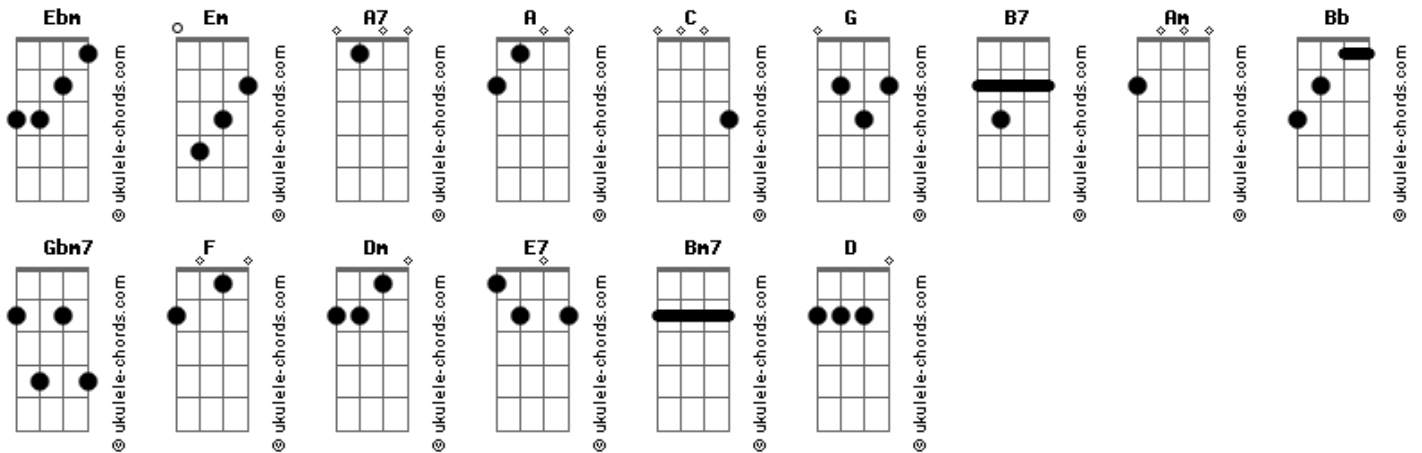 Ebm Em A7 A C G B7 Am Bb
© ukulele-chords.com © ukulele-chords.com © ukulele-chords.com © ukulele-chords.com © ukulele-chords.com © ukulele-chords.com © ukulele-chords.com © ukulele-chords.com © ukulele-chords.com
Gbm7 F Dm E7 Bm7 D
© ukulele-chords.com © ukulele-chords.com © ukulele-chords.com © ukulele-chords.com © ukulele-chords.com © ukulele-chords.com